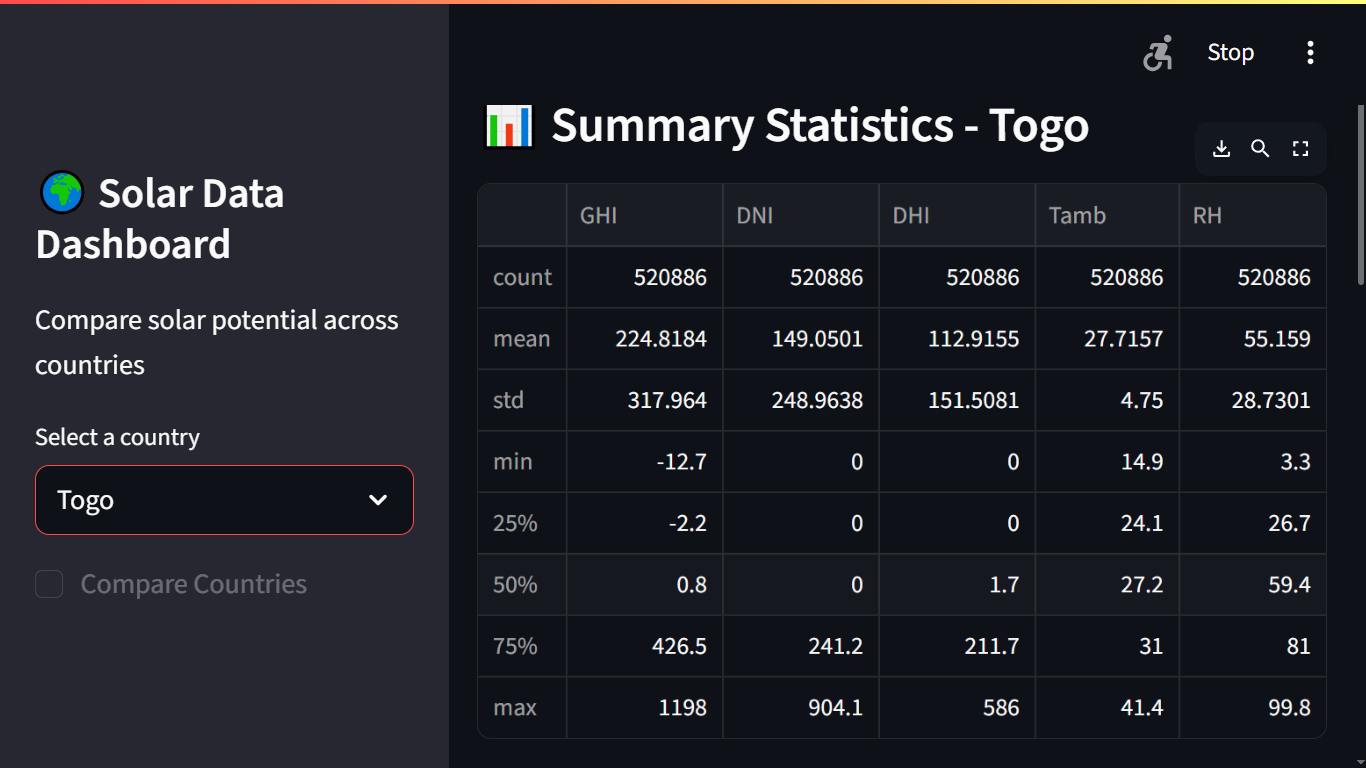 Stop
🌍 Solar Data
Dashboard
Compare solar potential across
countries
Select a country
Togo
Compare Countries
📊 Summary Statistics - Togo
GHI DNI DHI Tamb RH
count 520886 520886 520886 520886 520886
mean 224.8184 149.0501 112.9155 27.7157 55.159
std 317.964 248.9638 151.5081 4.75 28.7301
min -12.7 0 0 14.9 3.3
25% -2.2 0 0 24.1 26.7
50% 0.8 0 1.7 27.2 59.4
75% 426.5 241.2 211.7 31 81
max 1198 904.1 586 41.4 99.8